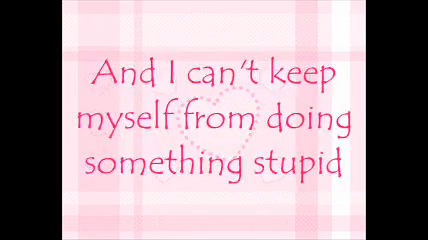 And I can't keep
myself from doing
something stupid